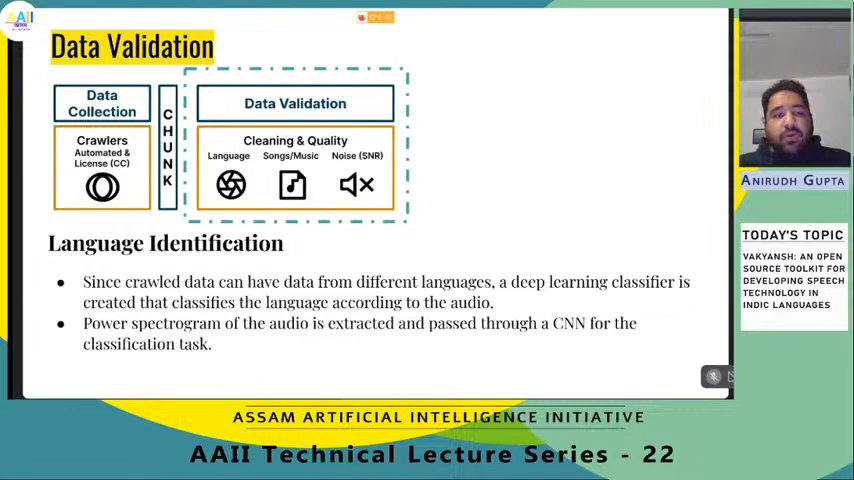 AAII
Data Validation
Data
Collection
Crawlers
Automated &
License (CC)
CHUNK
Data Validation
Cleaning & Quality
Language Songs/Music Noise (SNR)
Language Identification
● Since crawled data can have data from different languages, a deep learning classifier is
created that classifies the language according to the audio.
● Power spectrogram of the audio is extracted and passed through a CNN for the
classification task.
ANIRUDH GUPTA
TODAY'S TOPIC
VAKYANSH: AN OPEN
SOURCE TOOLKIT FOR
DEVELOPING SPEECH
TECHNOLOGY IN
INDIC LANGUAGES
ASSAM ARTIFICIAL INTELLIGENCE INITIATIVE
AAII Technical Lecture Series - 22